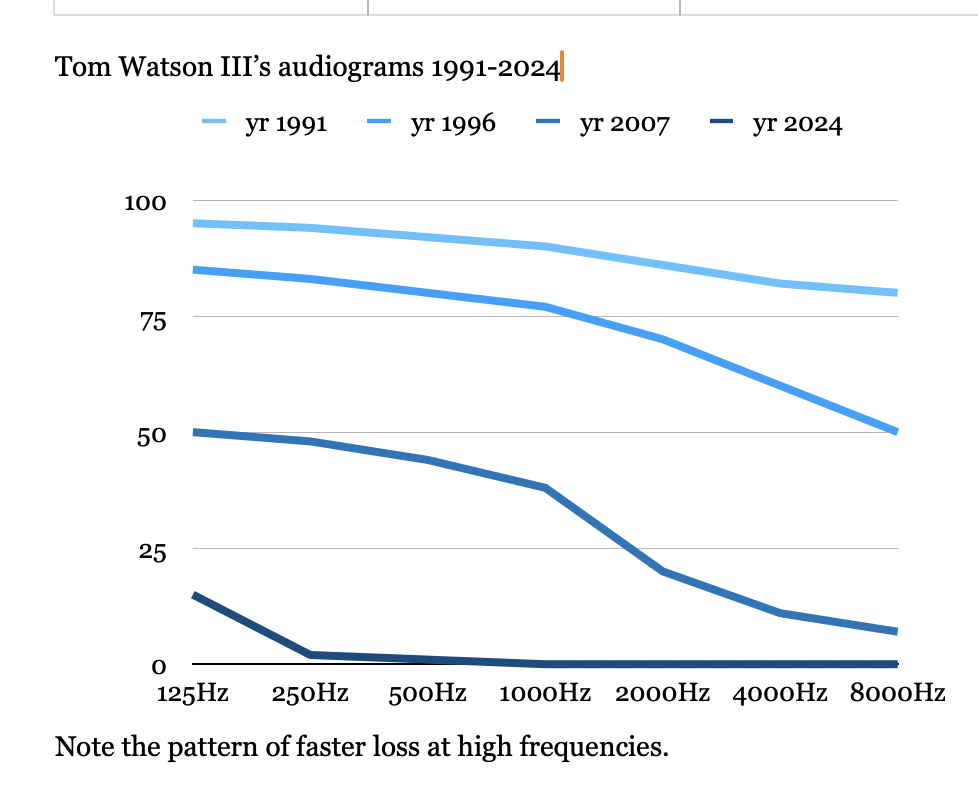 Tom Watson III’s audiograms 1991-2024
yr 1991 yr 1996 yr 2007 yr 2024
100
75
50
25
0
125Hz 250Hz 500Hz 1000Hz 2000Hz 4000Hz 8000Hz
Note the pattern of faster loss at high frequencies.